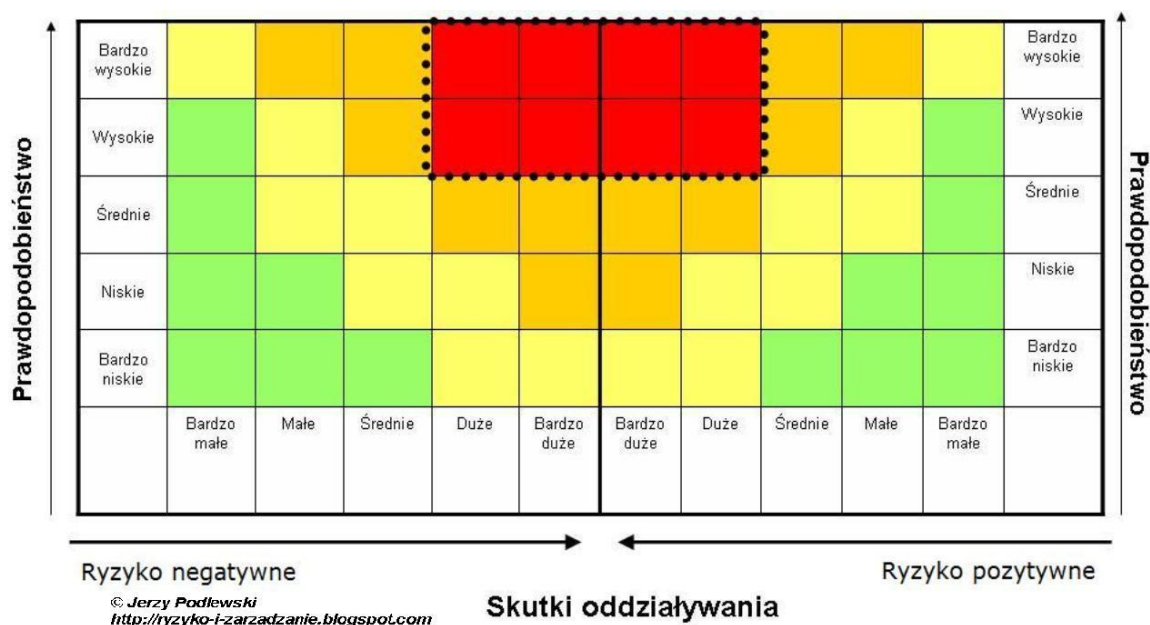 Prawdopodobieństwo
Bardzo
wysokie
Bardzo
wysokie
Wysokie
Wysokie
Średnie
Średnie
Niskie
Niskie
Bardzo
niskie
Bardzo
niskie
Prawdopodobieństwo
Bardzo
małe
Małe
Średnie
Duże
Bardzo
duże
Bardzo
duże
Duże
Średnie
Małe
Bardzo
małe
Ryzyko negatywne
Ryzyko pozytywne
© Jerzy Podlewski
http://ryzyko-i-zarzadzanie.blogspot.com
Skutki oddziaływania